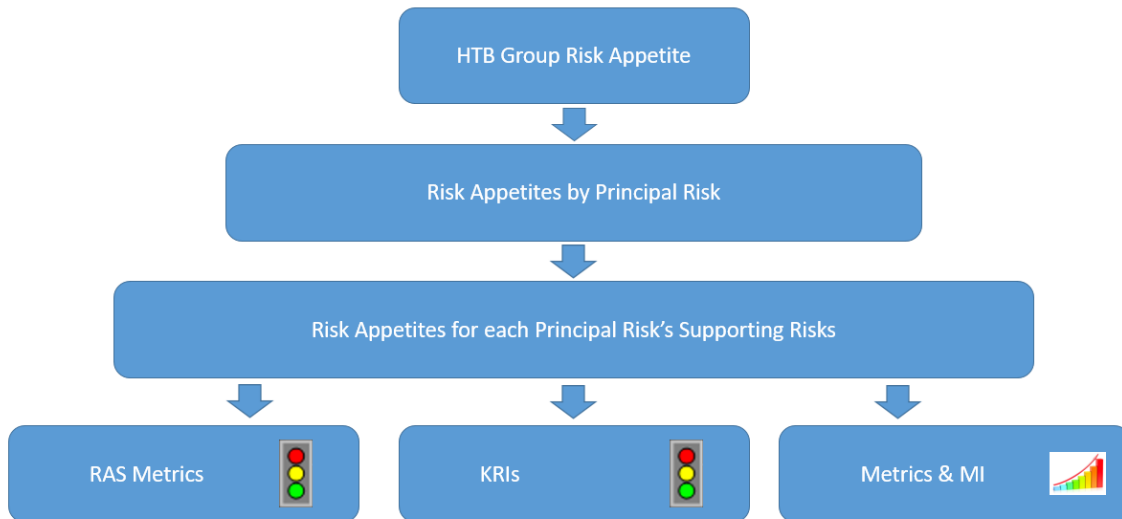 HTB Group Risk Appetite
Risk Appetites by Principal Risk
Risk Appetites for each Principal Risk's Supporting Risks
RAS Metrics
KRIs
Metrics & MI